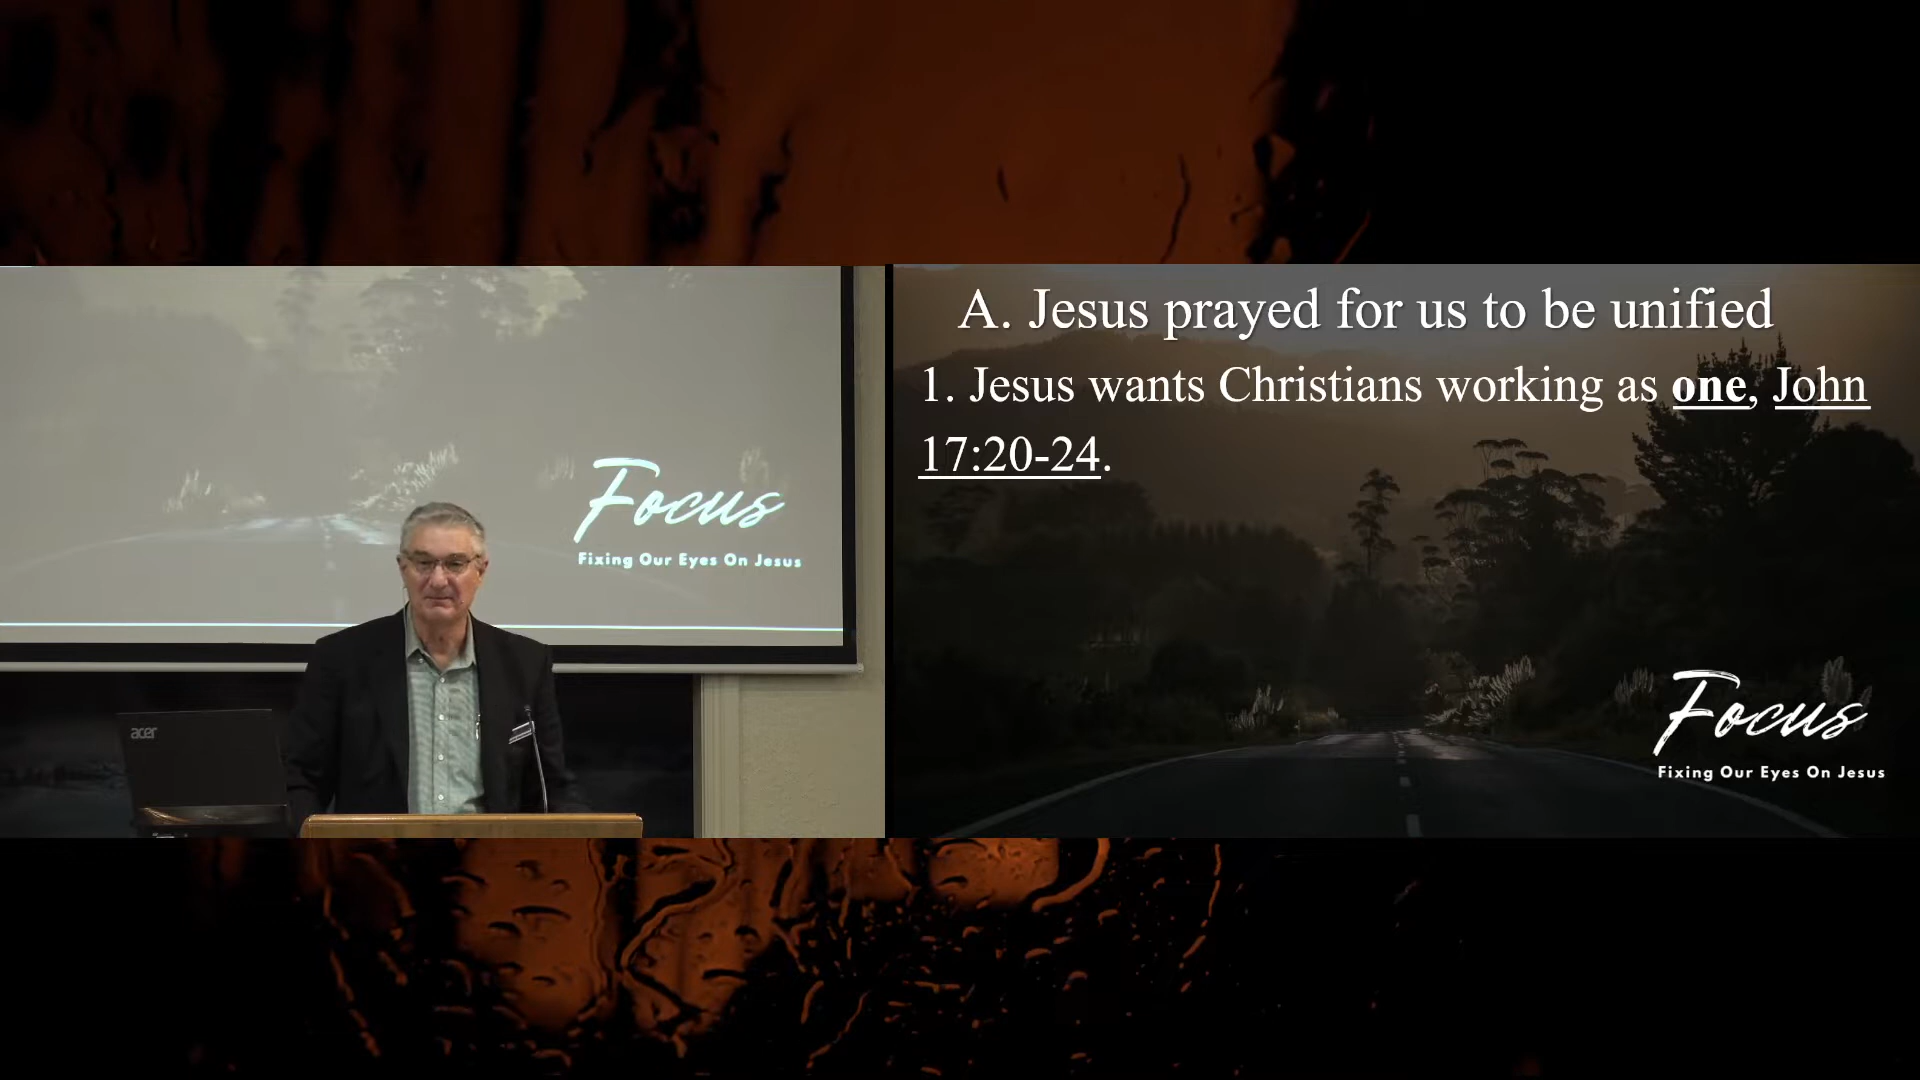 A. Jesus prayed for us to be unified
1. Jesus wants Christians working as one, John
17:20-24.
Focus
Fixing Our Eyes On Jesus
Focus
Fixing Our Eyes On Jesus
acer